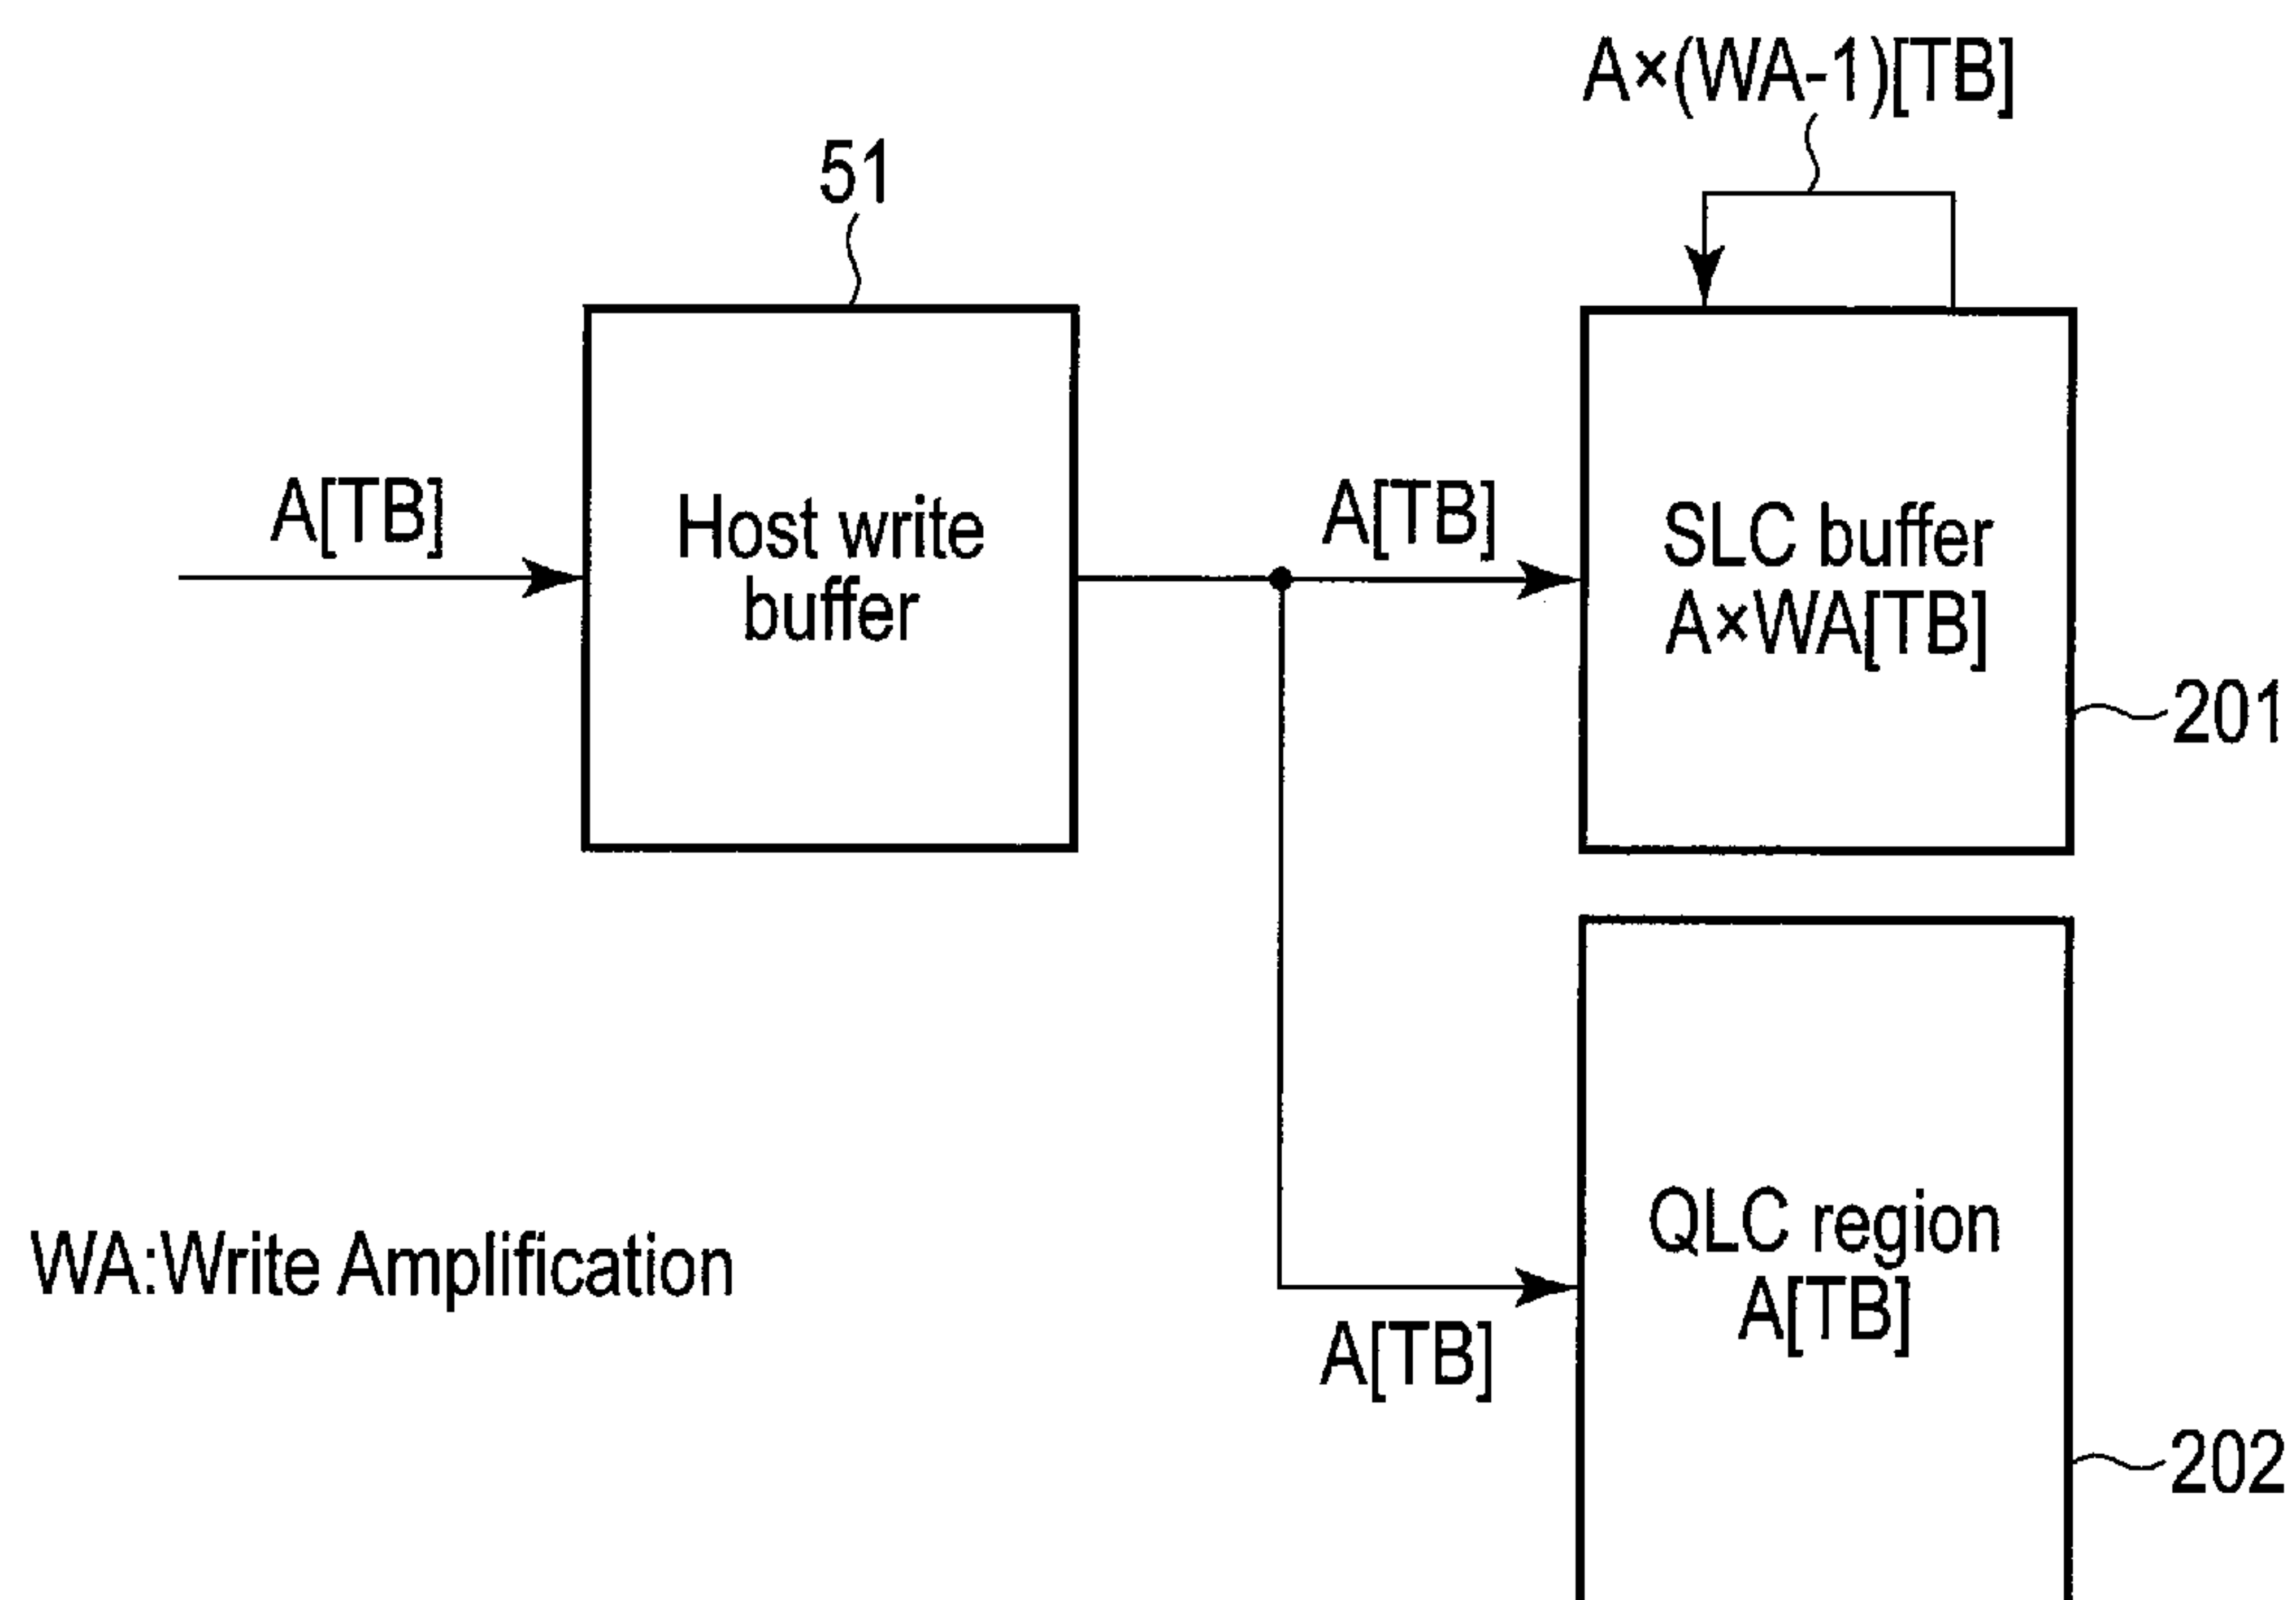 A×(WA-1)[TB]
51
A[TB]
Host write
buffer
A[TB]
SLC buffer
A×WA[TB]
201
QLC region
A[TB]
A[TB]
202
WA:Write Amplification